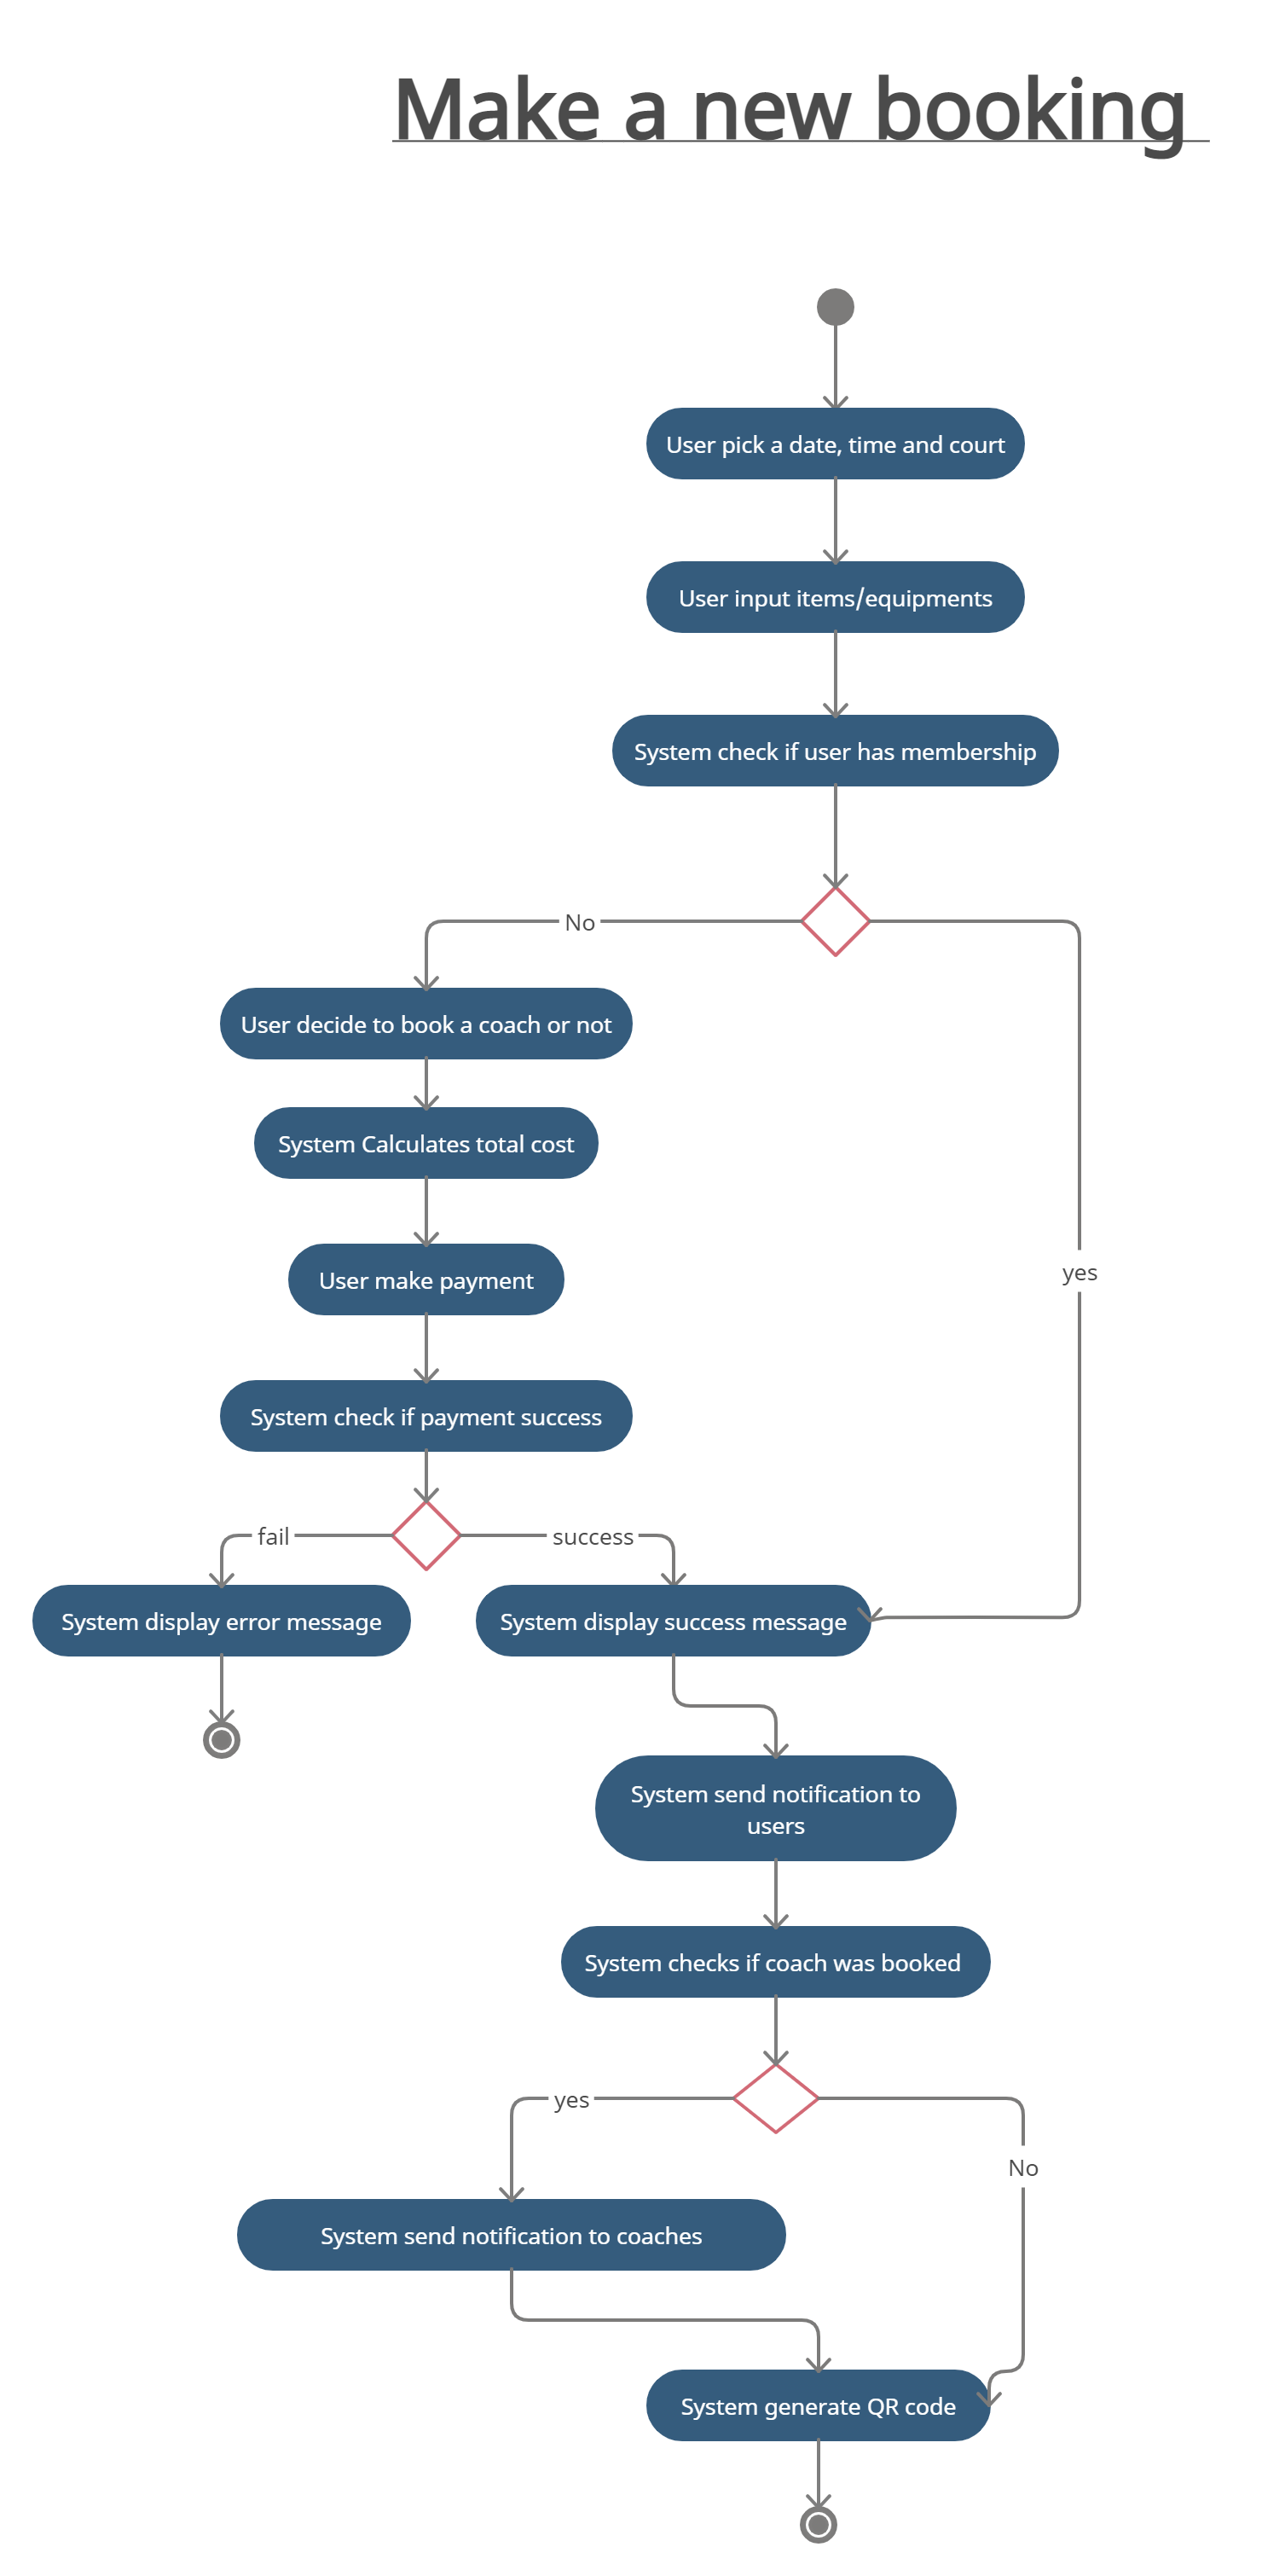 Make a new booking
User pick a date, time and court
User input items/equipments
System check if user has membership
No
User decide to book a coach or not
System Calculates total cost
User make payment
yes
System check if payment success
fail
success
System display error message
System display success message
System send notification to
users
System checks if coach was booked
yes
No
System send notification to coaches
System generate QR code